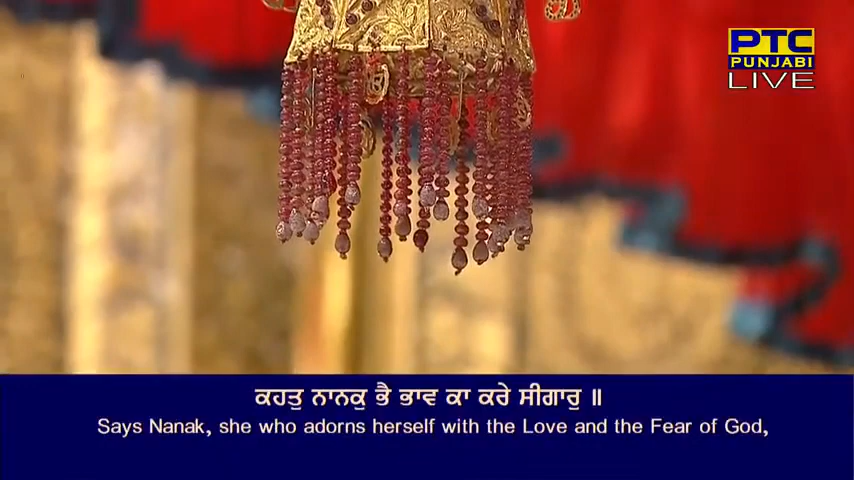 PTC
PUNJABI
LIVE
ਕਹਤੁ ਨਾਨਕੁ ਭੈ ਭਾਵ ਕਾ ਕਰੇ ਸੀਗਾਰੁ ॥
Says Nanak, she who adorns herself with the Love and the Fear of God,